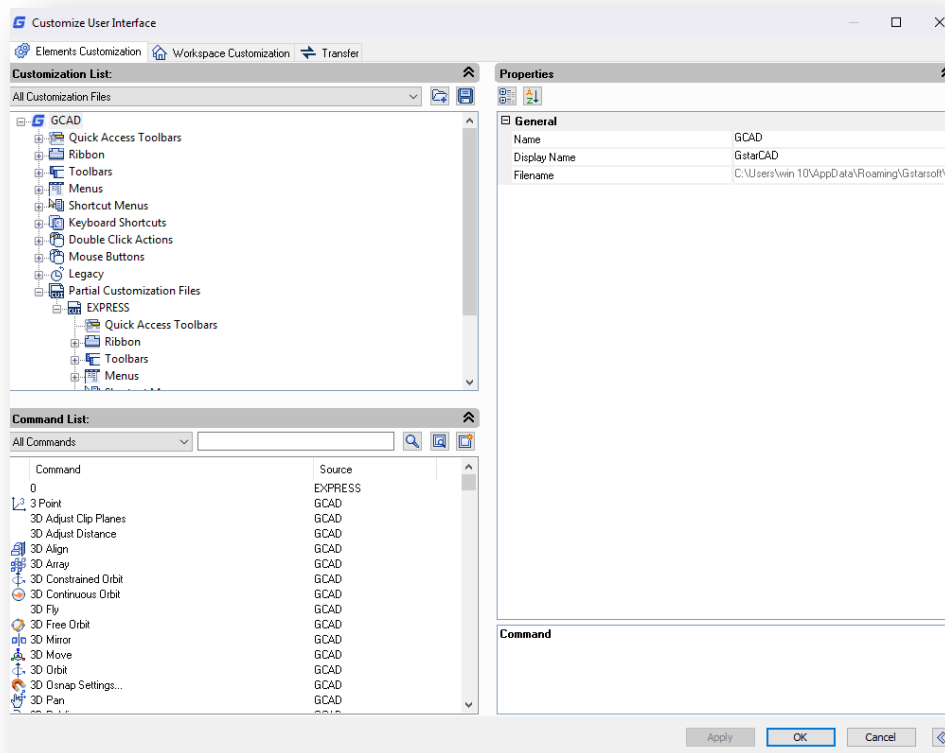 Customize User Interface
Elements Customization Workspace Customization Transfer
Customization List:
All Customization Files
GCAD
Quick Access Toolbars
Ribbon
Toolbars
Menus
Shortcut Menus
Keyboard Shortcuts
Double Click Actions
Mouse Buttons
Legacy
Partial Customization Files
EXPRESS
Quick Access Toolbars
Ribbon
Toolbars
Menus
Command List:
All Commands
Command Source
0 EXPRESS
3 Point GCAD
3D Adjust Clip Planes GCAD
3D Adjust Distance GCAD
3D Align GCAD
3D Array GCAD
3D Constrained Orbit GCAD
3D Continuous Orbit GCAD
3D Fly GCAD
3D Free Orbit GCAD
3D Mirror GCAD
3D Move GCAD
3D Orbit GCAD
3D Osnap Settings... GCAD
3D Pan GCAD
Properties
General
Name GCAD
Display Name GstarCAD
Filename C:\Users\win 10\AppData\Roaming\Gstarsoft\
Command
Apply OK Cancel